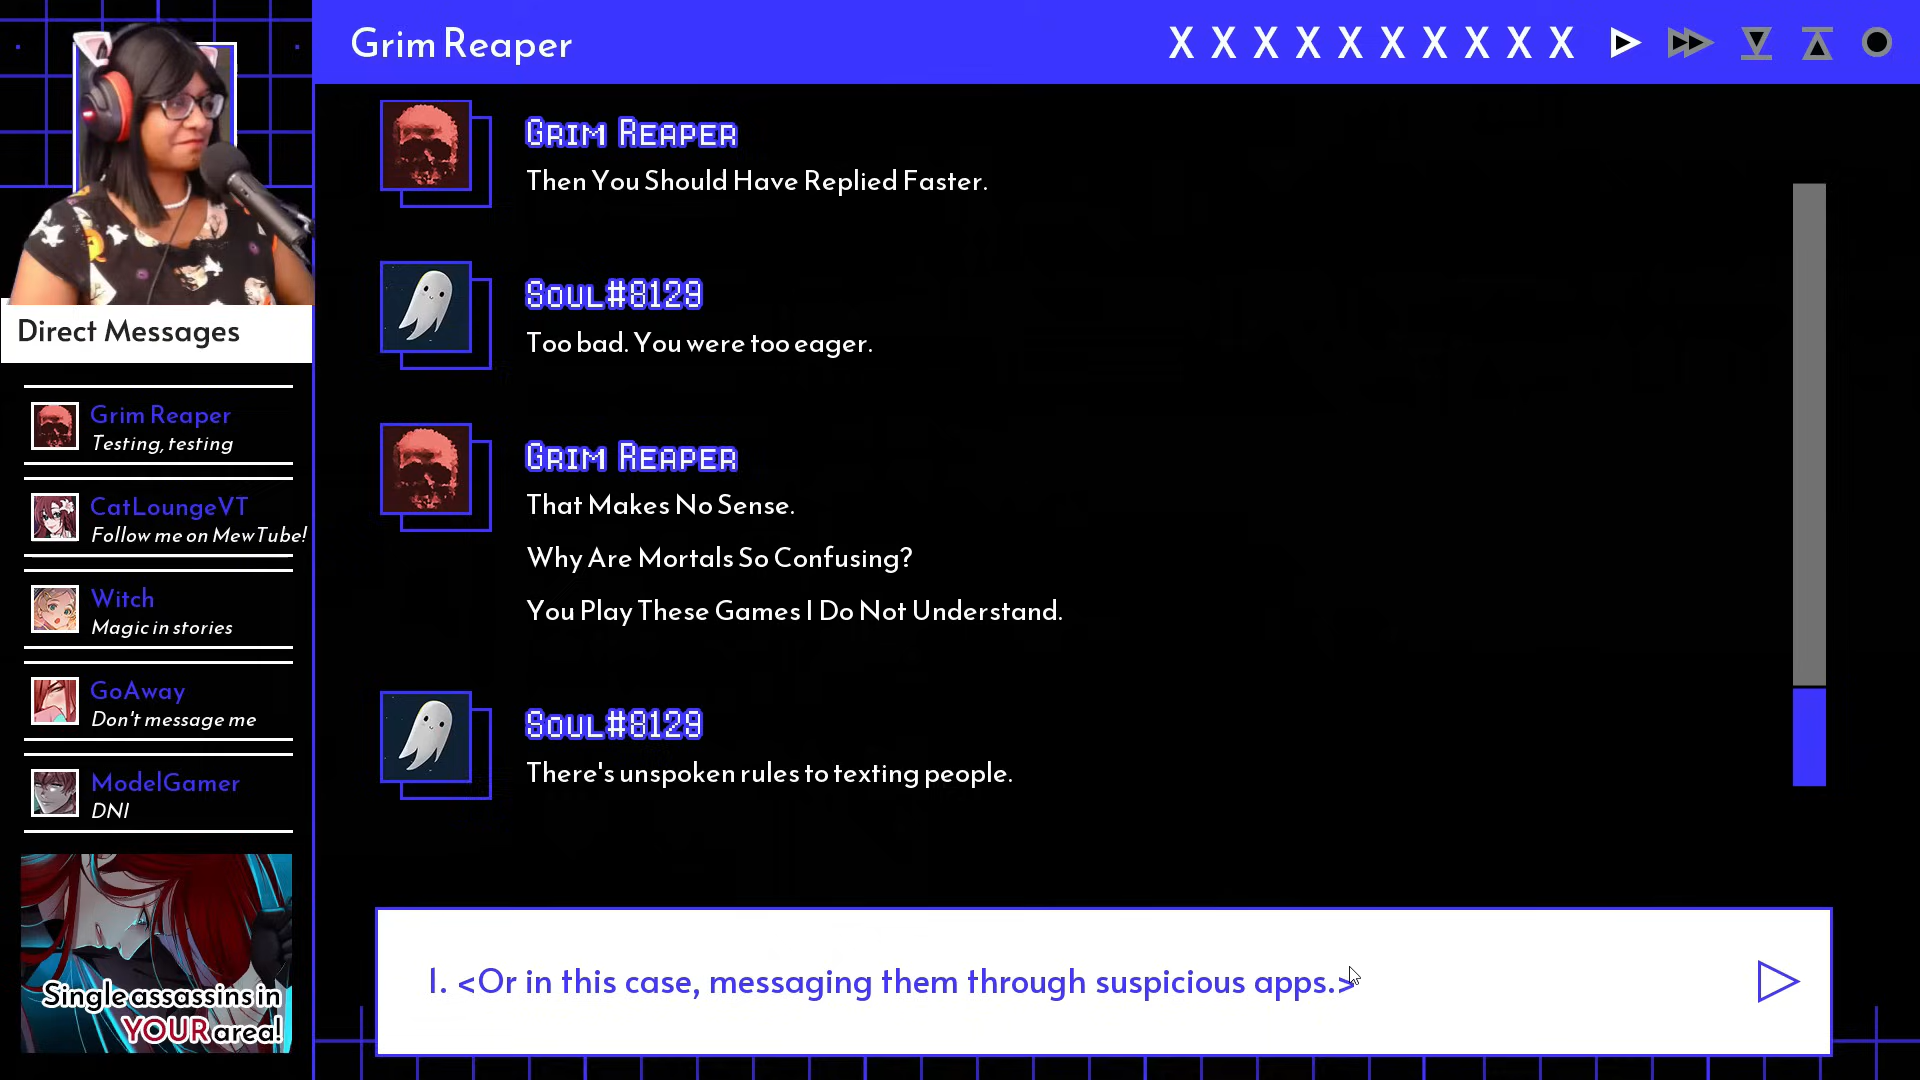 Grim Reaper
X X X X X X X X X X
Grim Reaper
Then You Should Have Replied Faster.
Soul#8129
Too bad. You were too eager.
Grim Reaper
That Makes No Sense.
Why Are Mortals So Confusing?
You Play These Games I Do Not Understand.
Soul#8129
There's unspoken rules to texting people.
1. <Or in this case, messaging them through suspicious apps.>
Direct Messages
Grim Reaper
Testing, testing
CatLoungeVT
Follow me on MewTube!
Witch
Magic in stories
GoAway
Don't message me
ModelGamer
DNI
Single assassins in
YOUR area!